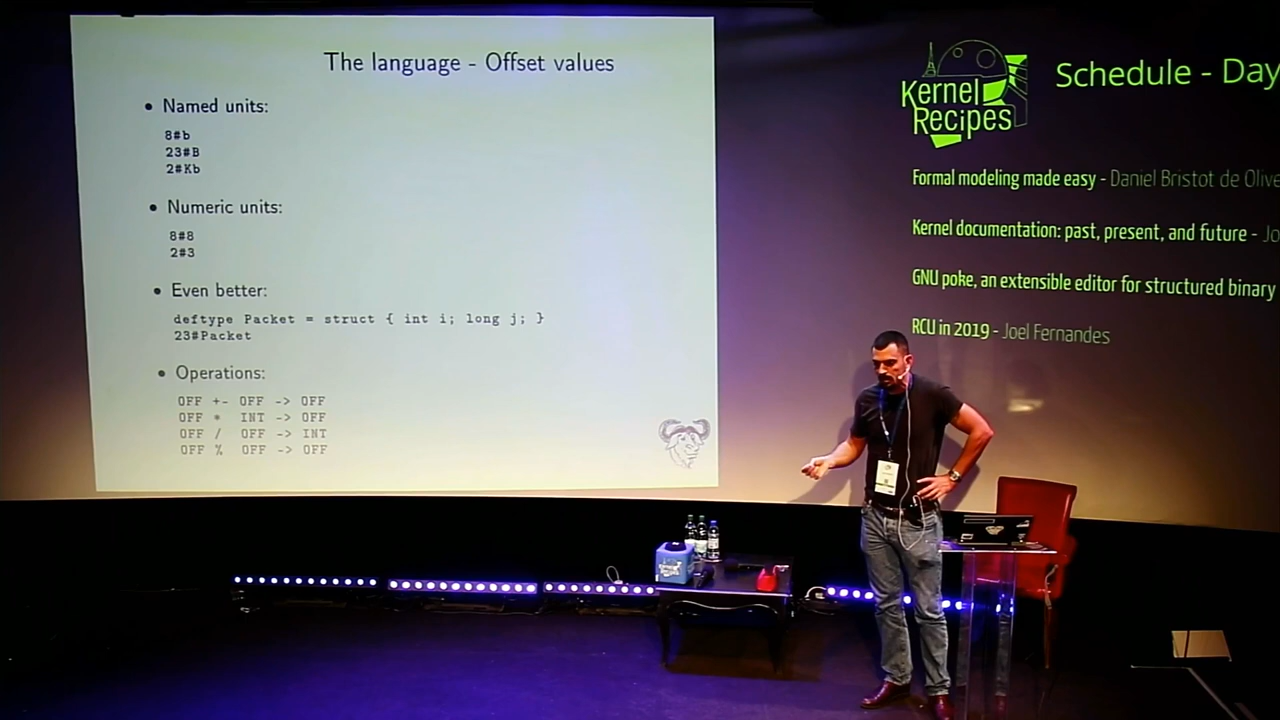 The language - Offset values
• Named units:
8#b
23#B
2#Kb
• Numeric units:
8#8
2#3
• Even better:
deftype Packet = struct { int i; long j; }
23#Packet
• Operations:
OFF +- OFF -> OFF
OFF * INT -> OFF
OFF / OFF -> INT
OFF % OFF -> OFF
Kernel
Recipes
Schedule - Day
Formal modeling made easy - Daniel Bristot de Olive
Kernel documentation: past, present, and future - Jo
GNU poke, an extensible editor for structured binary
RCU in 2019 - Joel Fernandes